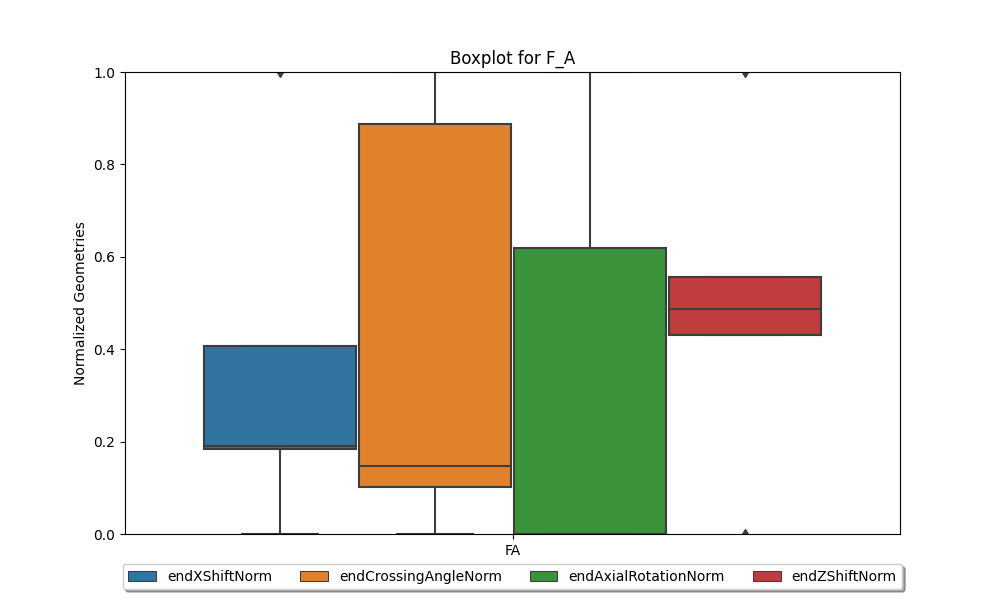 Boxplot for F_A
1.0
0.8
0.6
0.4
0.2
0.0
Normalized Geometries
FA
endXShiftNorm endCrossingAngleNorm endAxialRotationNorm endZShiftNorm